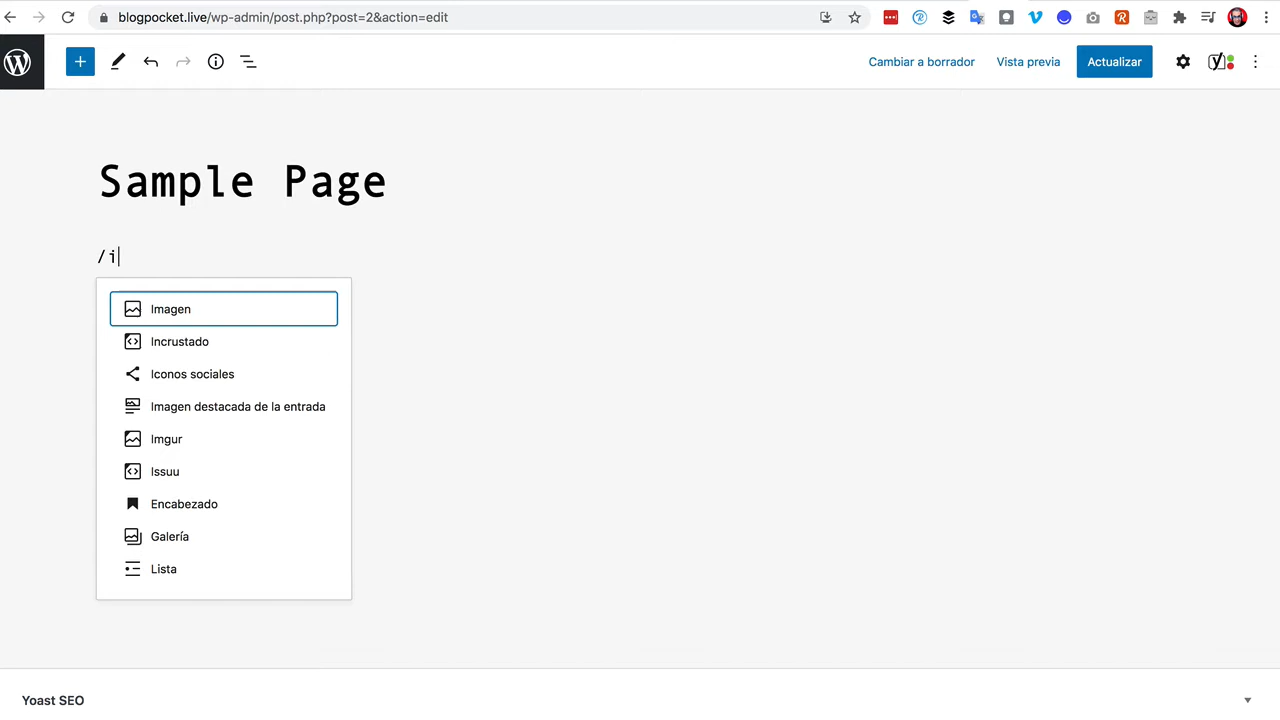 blogpocket.live/wp-admin/post.php?post=2&action=edit
Cambiar a borrador
Vista previa
Actualizar
Sample Page
/i
Imagen
Incrustado
Iconos sociales
Imagen destacada de la entrada
Imgur
Issuu
Encabezado
Galería
Lista
Yoast SEO